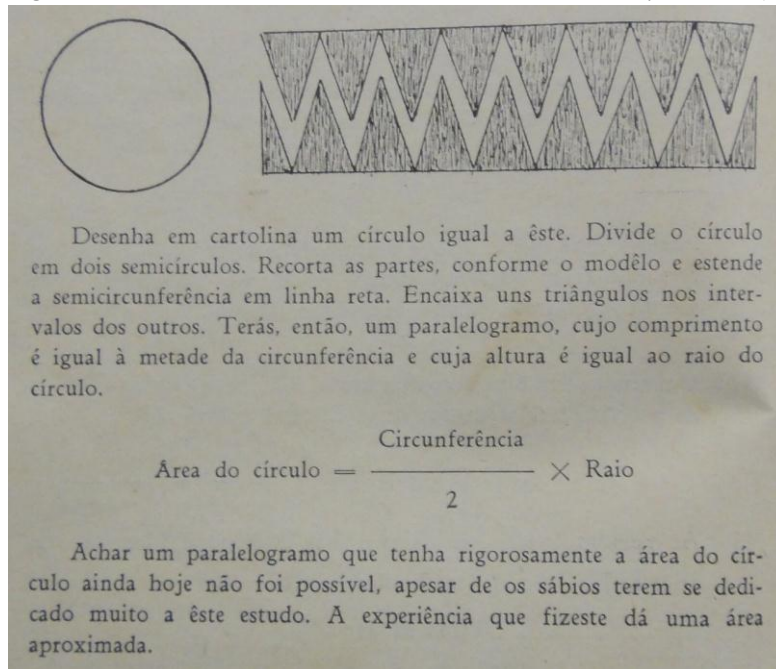 Desenha em cartolina um círculo igual a êste. Divide o círculo
em dois semicírculos. Recorta as partes, conforme o modêlo e estende
a semicircunferência em linha reta. Encaixa uns triângulos nos inter-
valos dos outros. Terás, então, um paralelogramo, cujo comprimento
é igual à metade da circunferência e cuja altura é igual ao raio do
círculo.
Circunferência
Área do círculo = ——— × Raio
2
Achar um paralelogramo que tenha rigorosamente a área do cír-
culo ainda hoje não foi possível, apesar de os sábios terem se dedi-
cado muito a êste estudo. A experiência que fizeste dá uma área
aproximada.